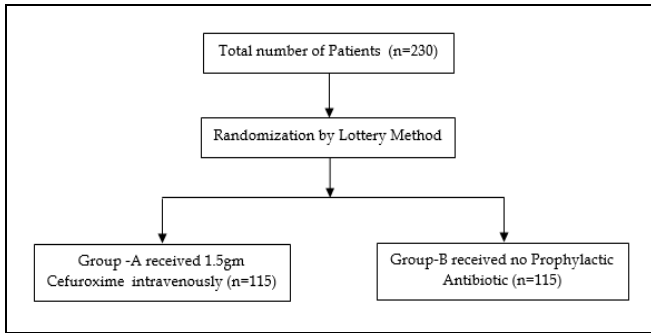 Total number of Patients (n=230)
Randomization by Lottery Method
Group -A received 1.5gm
Cefuroxime intravenously (n=115)
Group-B received no Prophylactic
Antibiotic (n=115)